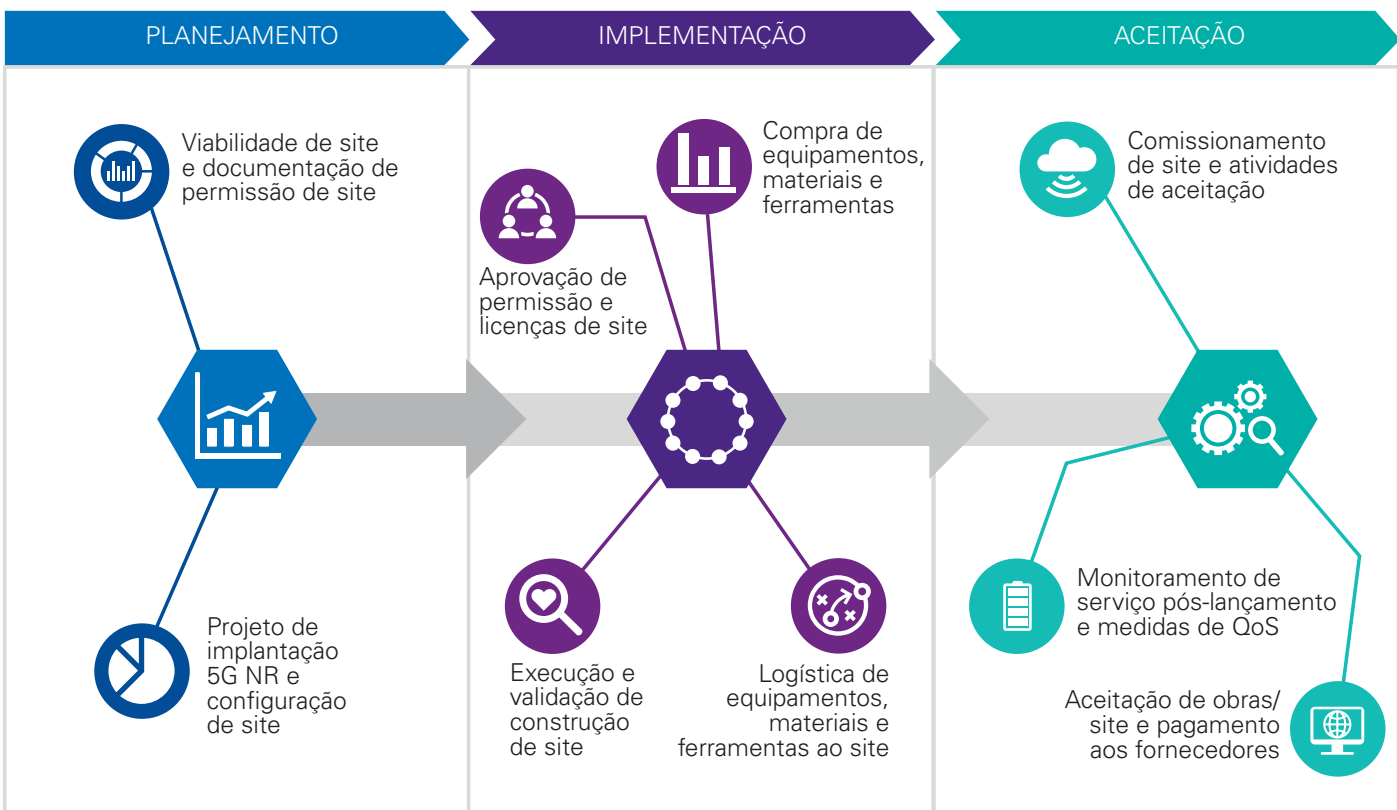 PLANEJAMENTO
IMPLEMENTAÇÃO
ACEITAÇÃO
Viabilidade de site
e documentação de
permissão de site
Projeto de
implantação
5G NR e
configuração
de site
Aprovação de
permissão e
licenças de site
Compra de
equipamentos,
materiais e
ferramentas
Execução e
validação de
construção
de site
Logística de
equipamentos,
materiais e
ferramentas ao site
Comissionamento
de site e atividades
de aceitação
Monitoramento de
serviço pós-lançamento
e medidas de QoS
Aceitação de obras/
site e pagamento
aos fornecedores